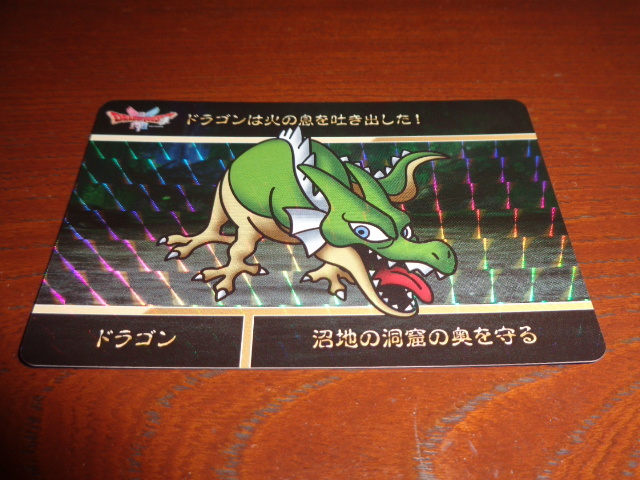 ドラゴンは火の息を吐き出した！
ドラゴン
沼地の洞窟の奥を守る